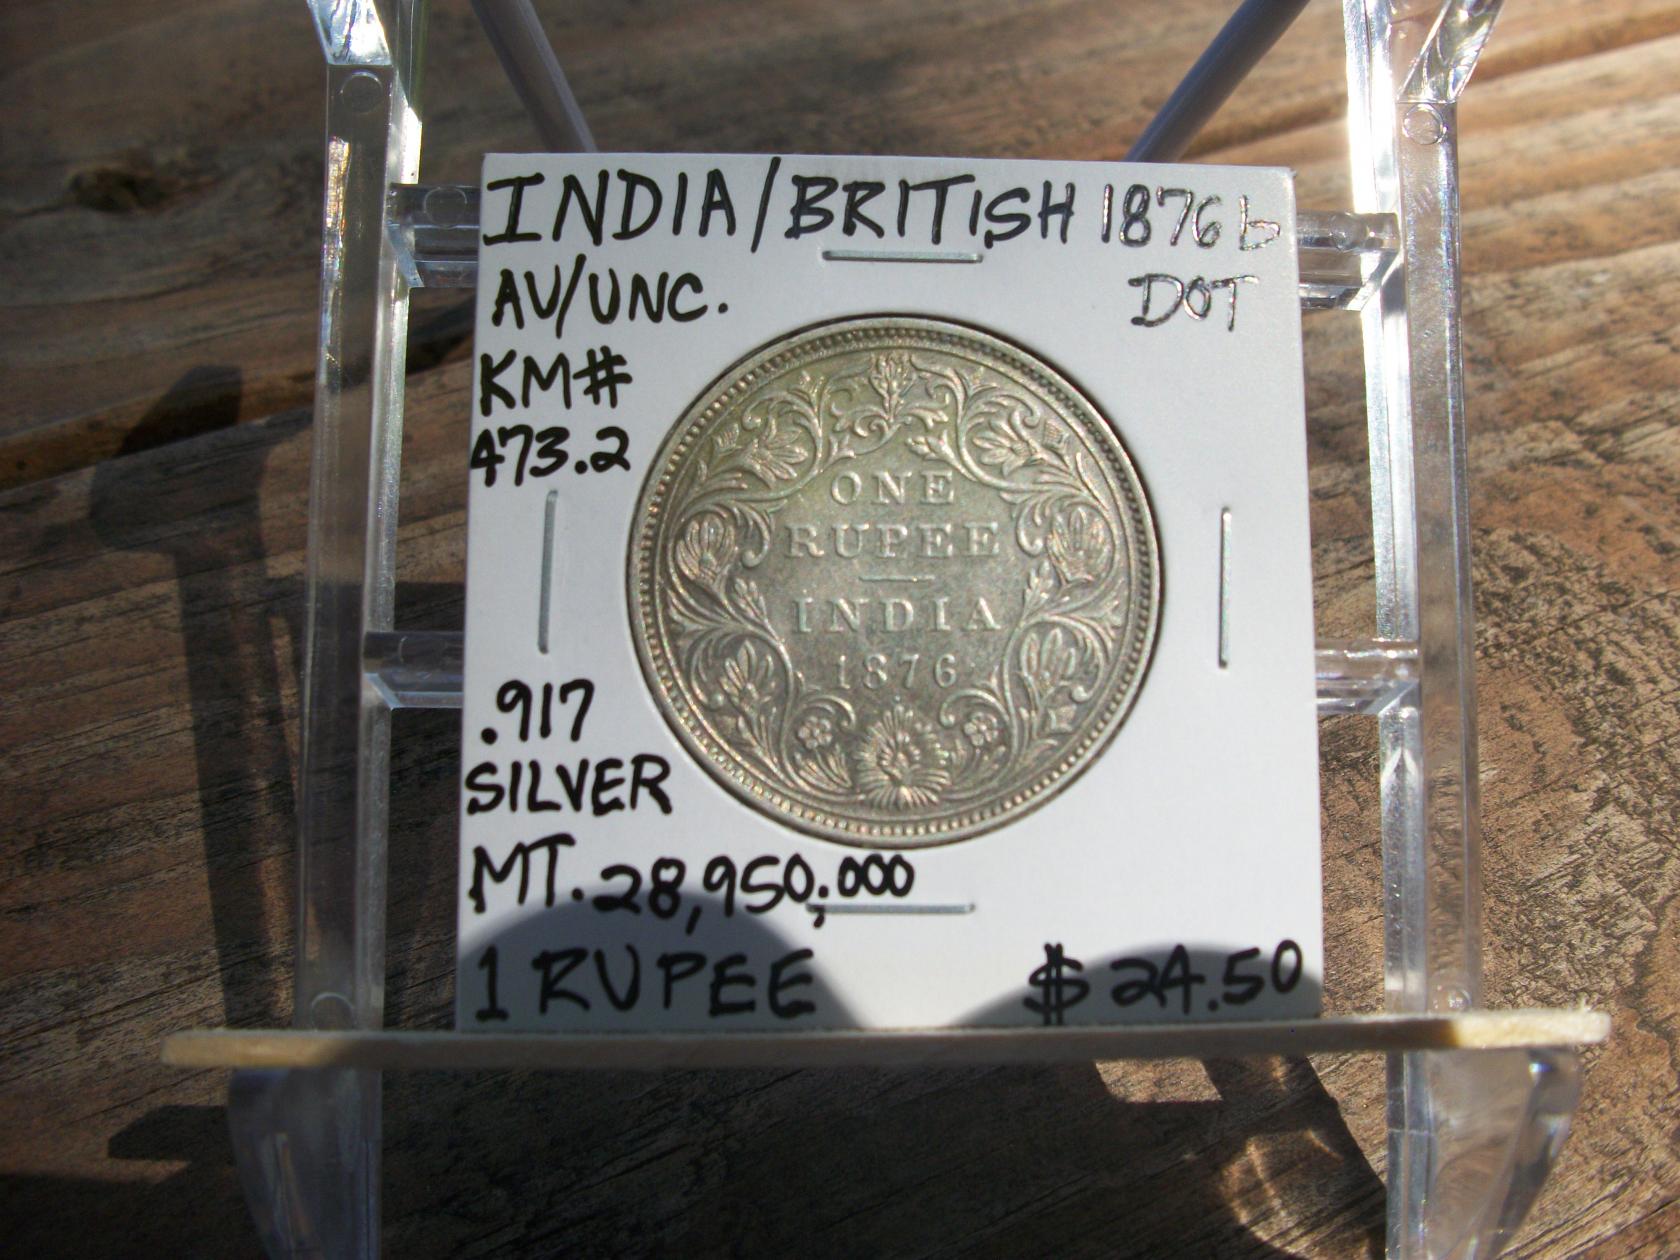 INDIA/BRITISH 1876 b
AU/UNC. DOT
KM#
473.2
ONE
RUPEE
INDIA
1876
.917
SILVER
MT. 28,950,000
1 RUPEE $24.50